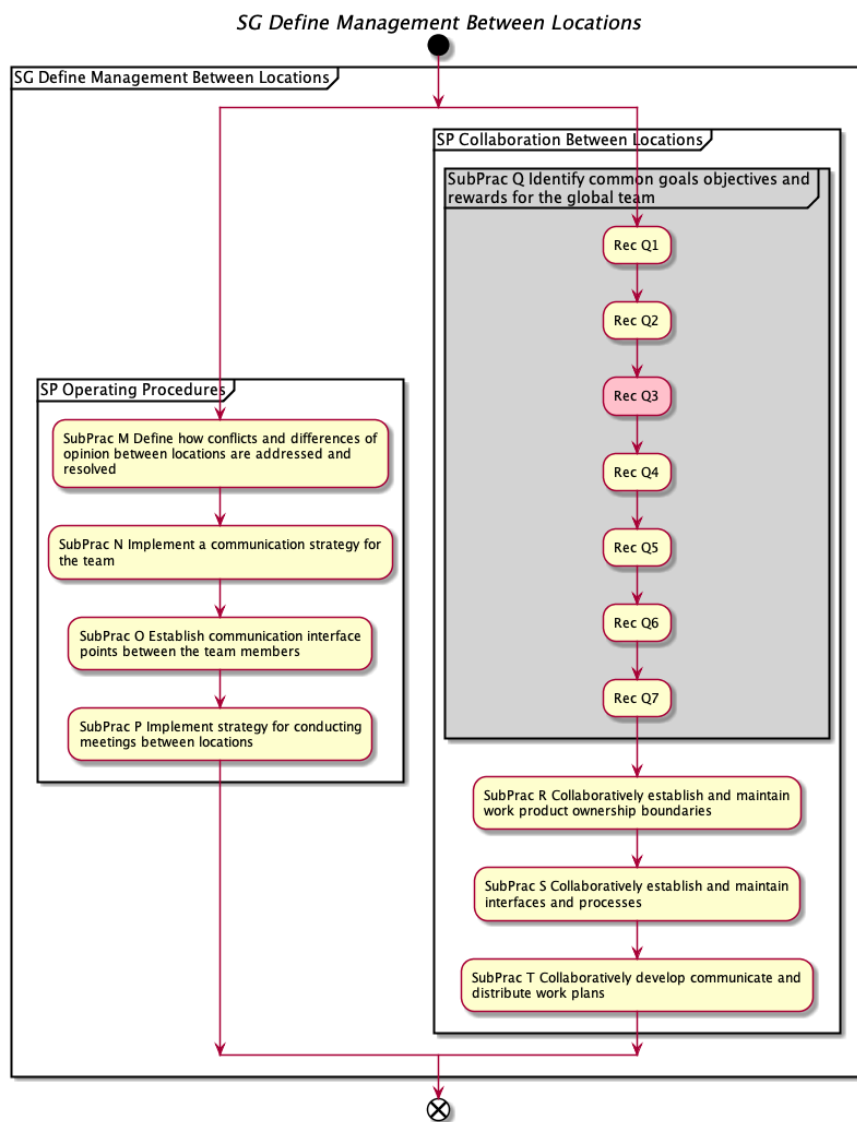 SG Define Management Between Locations
SG Define Management Between Locations
SP Operating Procedures
SubPrac M Define how conflicts and differences of
opinion between locations are addressed and
resolved
SubPrac N Implement a communication strategy for
the team
SubPrac O Establish communication interface
points between the team members
SubPrac P Implement strategy for conducting
meetings between locations
SP Collaboration Between Locations
SubPrac Q Identify common goals objectives and
rewards for the global team
Rec Q1
Rec Q2
Rec Q3
Rec Q4
Rec Q5
Rec Q6
Rec Q7
SubPrac R Collaboratively establish and maintain
work product ownership boundaries
SubPrac S Collaboratively establish and maintain
interfaces and processes
SubPrac T Collaboratively develop communicate and
distribute work plans